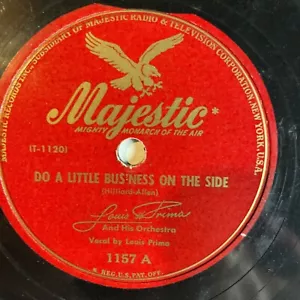 MAJESTIC RECORDS INC., SUBSIDIARY OF MAJESTIC RADIO & TELEVISION CORPORATION, NEW YORK, U.S.A.
Majestic*
MIGHTY MONARCH OF THE AIR
IT-1120I
DO A LITTLE BUS'NESS ON THE SIDE
(Hilliard-Allen)
Louis Prima
And His Orchestra
Vocal by Louis Prima
1157 A
* REG. U.S. PAT. OFF.